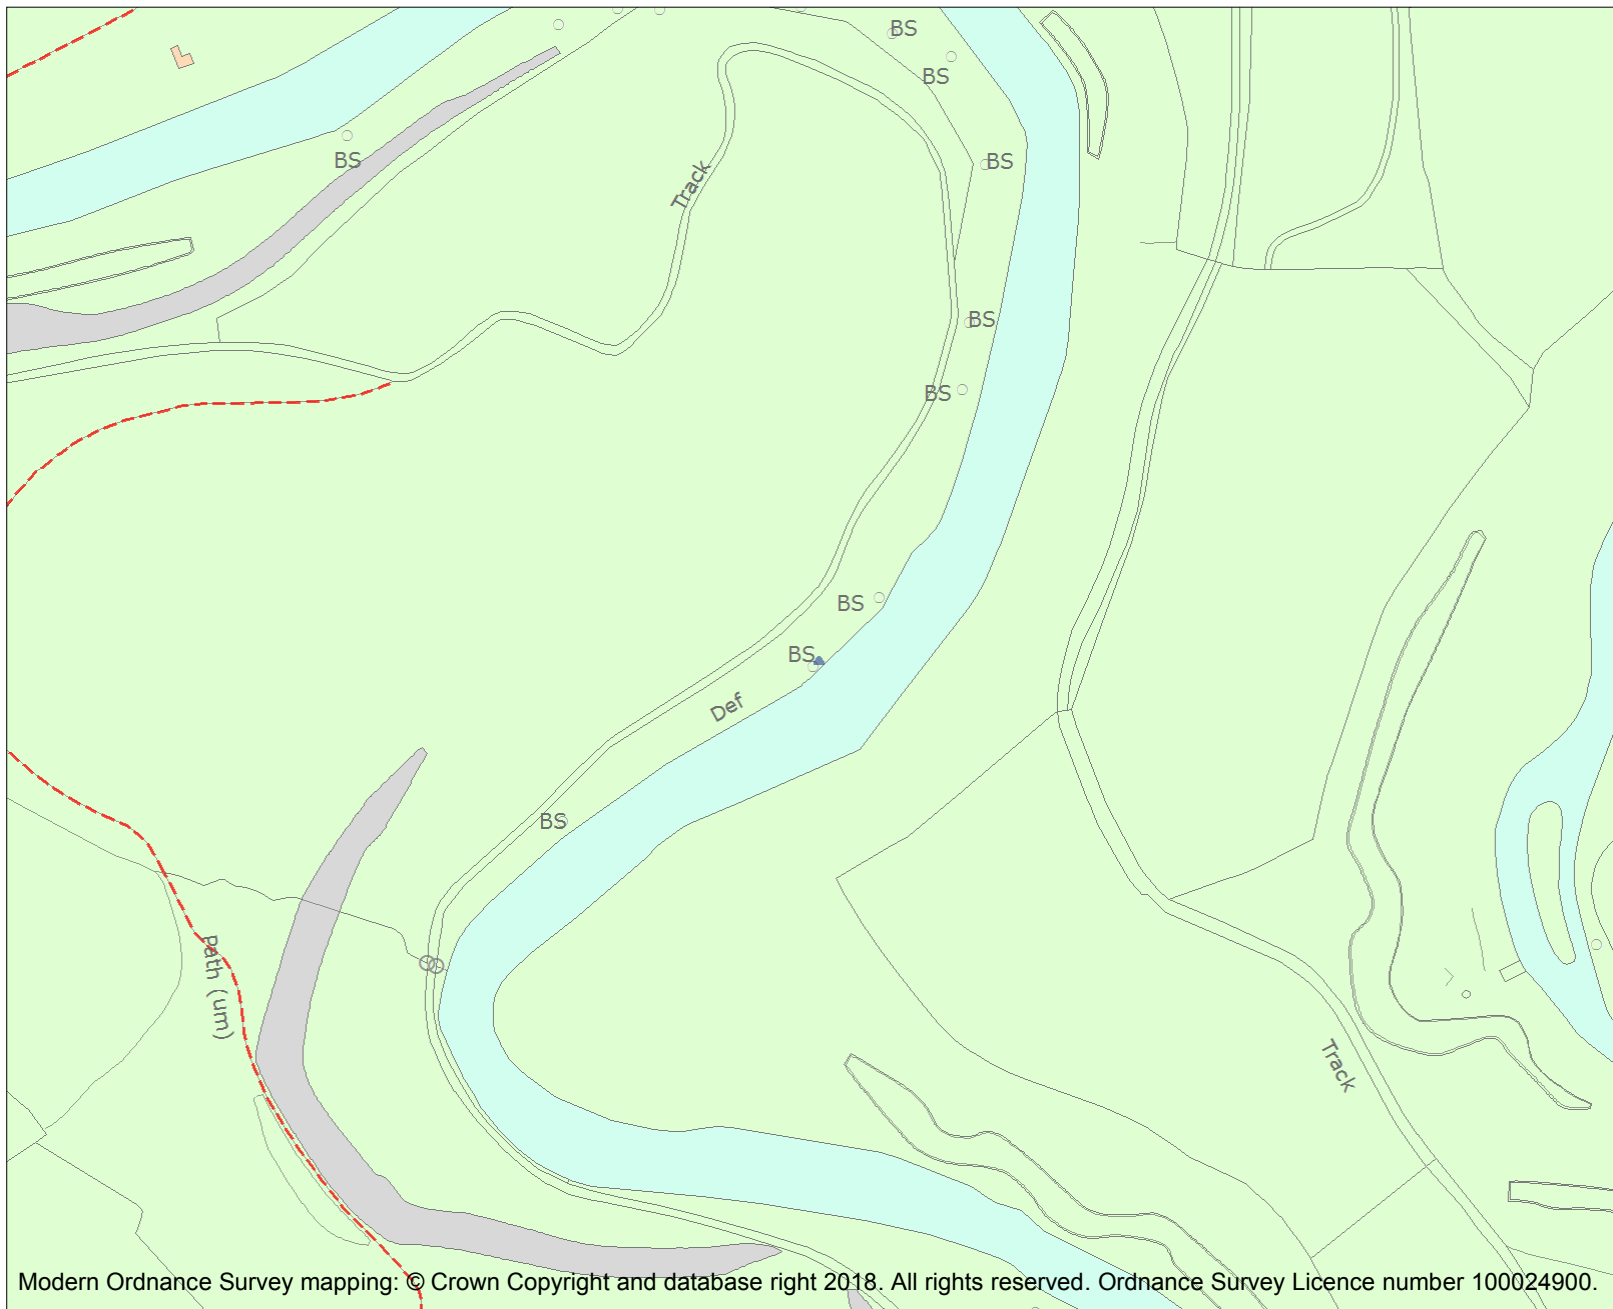 BS
BS
BS
BS
Track
BS
BS
BS
BS
Def
BS
Path (um)
Track
Modern Ordnance Survey mapping: © Crown Copyright and database right 2018. All rights reserved. Ordnance Survey Licence number 100024900.